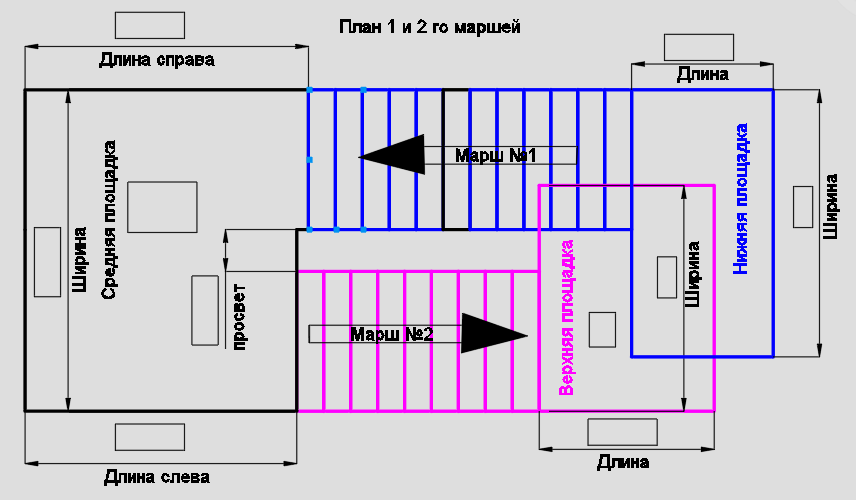 План 1 и 2 го маршей
Длина справа
Длина
Марш №1
Средняя площадка
Ширина
просвет
Марш №2
Верхняя площадка
Ширина
Нижняя площадка
Ширина
Длина слева
Длина